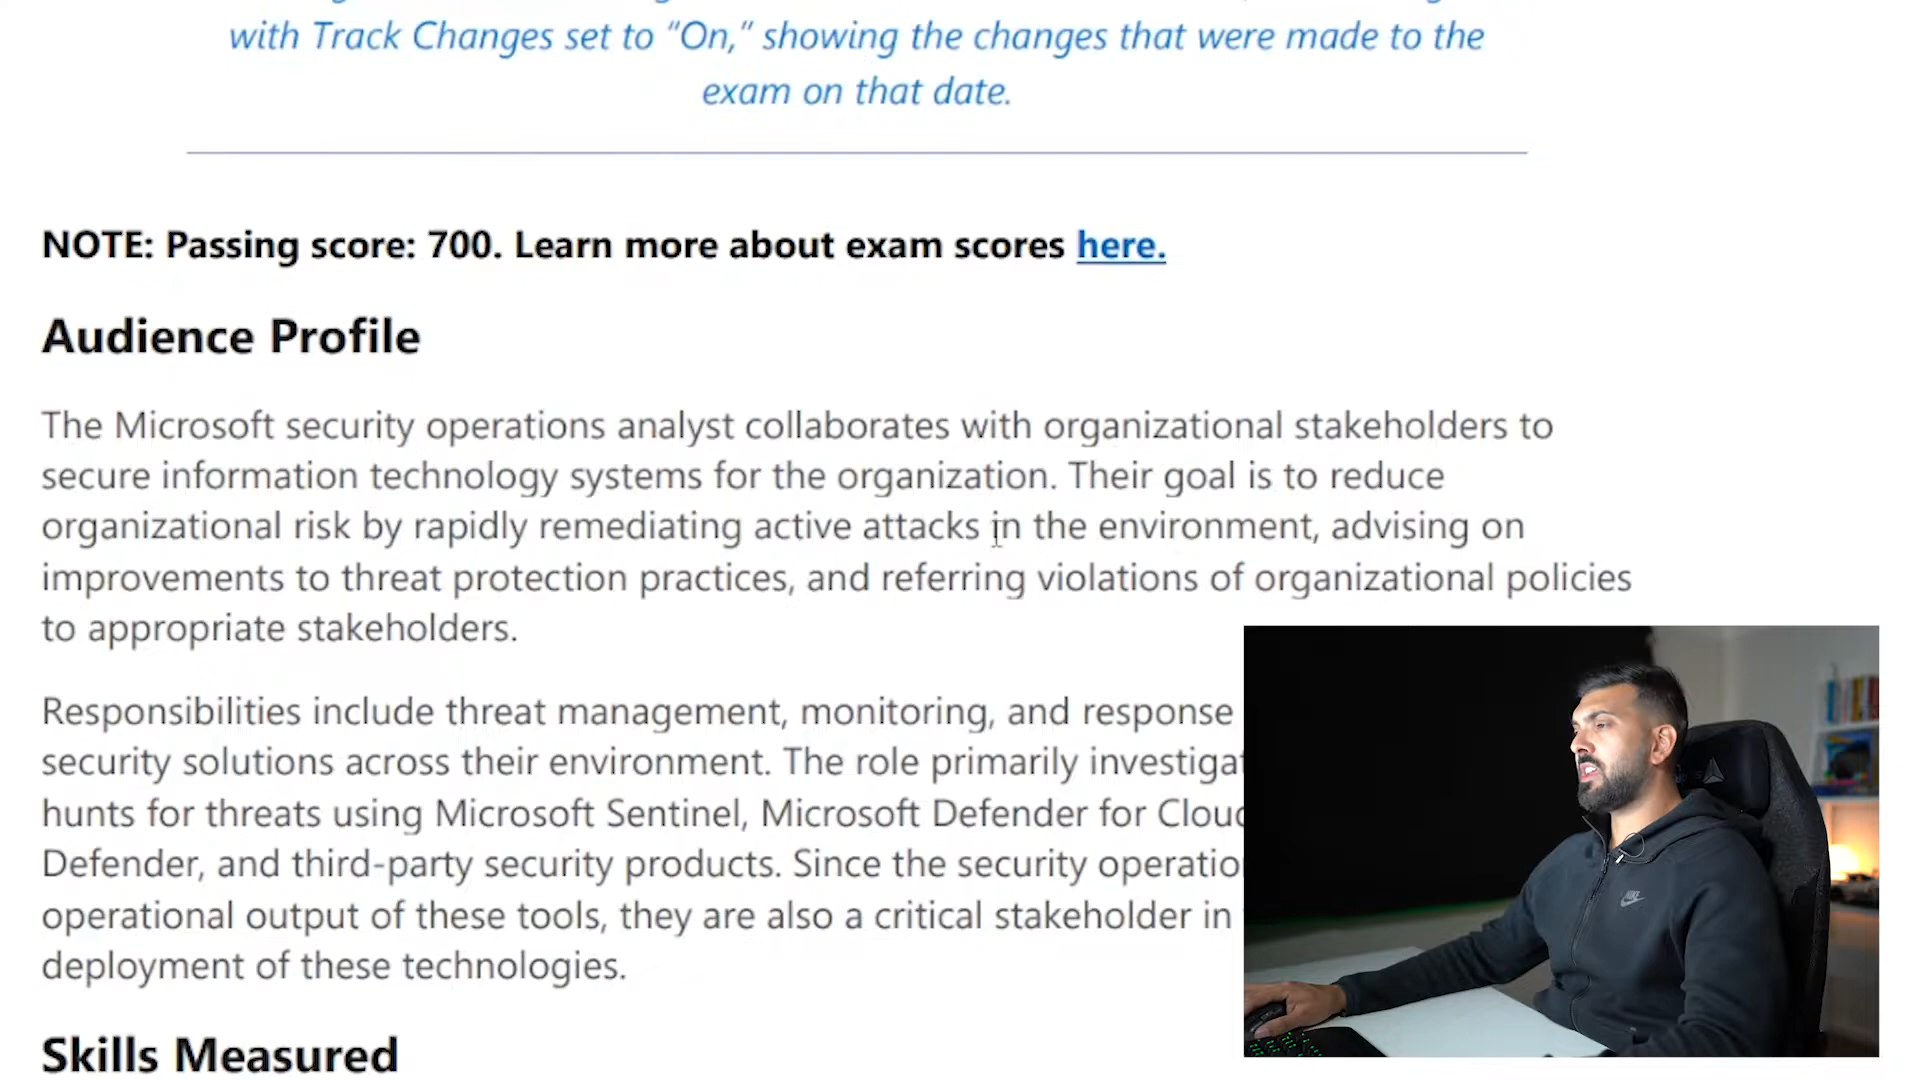 with Track Changes set to “On,” showing the changes that were made to the
exam on that date.
NOTE: Passing score: 700. Learn more about exam scores here.
Audience Profile
The Microsoft security operations analyst collaborates with organizational stakeholders to
secure information technology systems for the organization. Their goal is to reduce
organizational risk by rapidly remediating active attacks in the environment, advising on
improvements to threat protection practices, and referring violations of organizational policies
to appropriate stakeholders.
Responsibilities include threat management, monitoring, and response
security solutions across their environment. The role primarily investigat
hunts for threats using Microsoft Sentinel, Microsoft Defender for Cloud
Defender, and third-party security products. Since the security operatio
operational output of these tools, they are also a critical stakeholder in
deployment of these technologies.
Skills Measured
NIKE